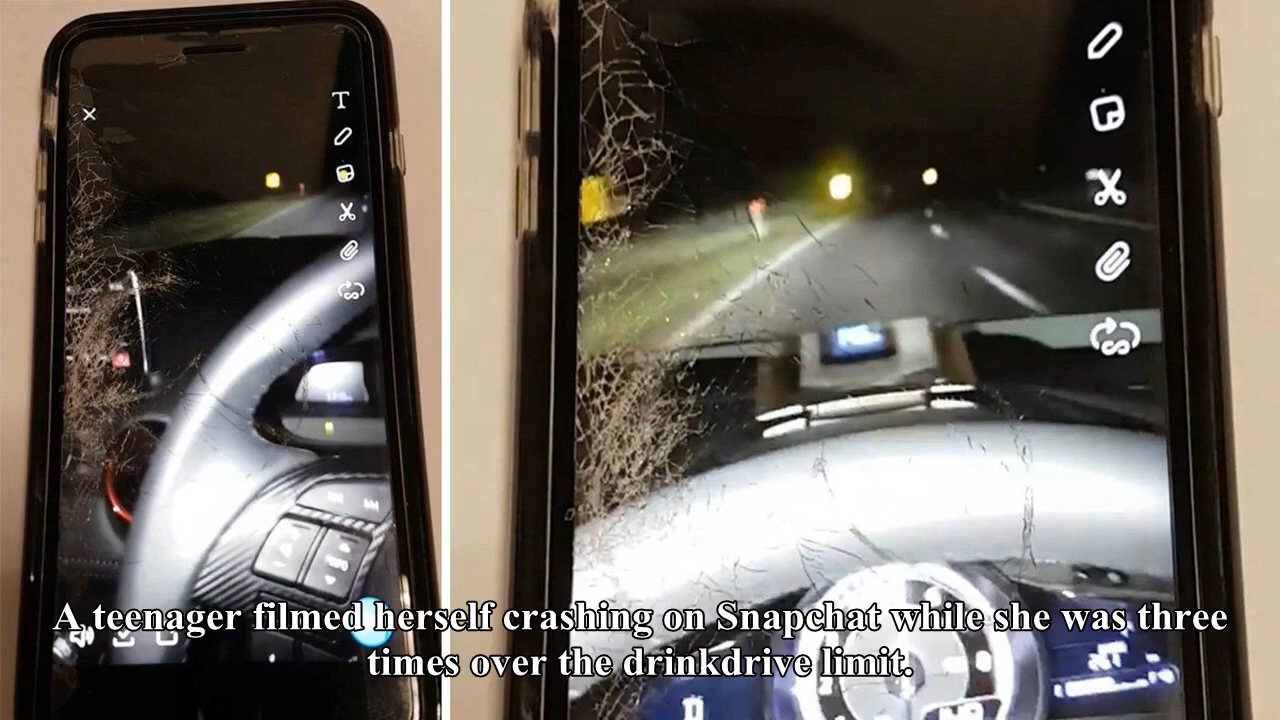 T
A teenager filmed herself crashing on Snapchat while she was three
times over the drinkdrive limit.